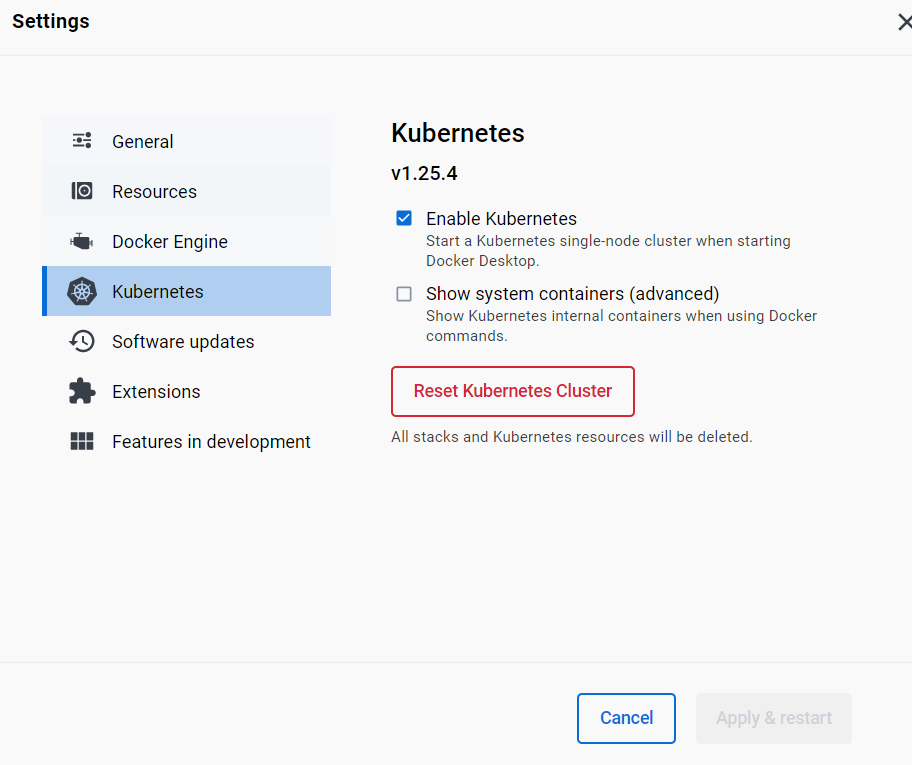 Settings
General
Resources
Docker Engine
Kubernetes
Software updates
Extensions
Features in development
Kubernetes
v1.25.4
Enable Kubernetes
Start a Kubernetes single-node cluster when starting
Docker Desktop.
Show system containers (advanced)
Show Kubernetes internal containers when using Docker
commands.
Reset Kubernetes Cluster
All stacks and Kubernetes resources will be deleted.
Cancel
Apply & restart